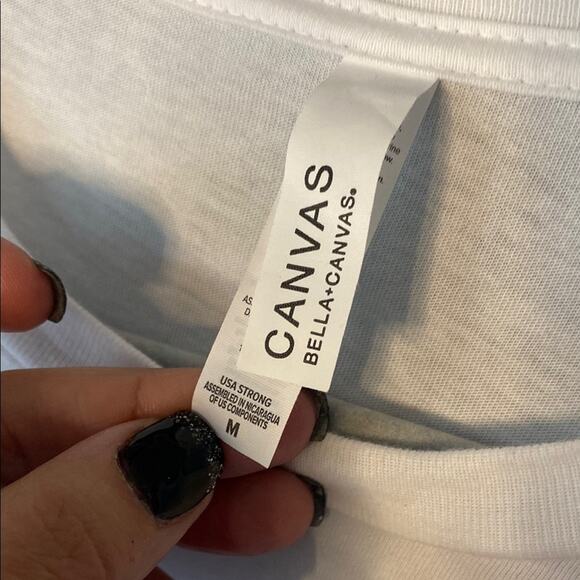 CANVAS
BELLA+CANVAS®
USA STRONG
ASSEMBLED IN NICARAGUA
OF US COMPONENTS
M